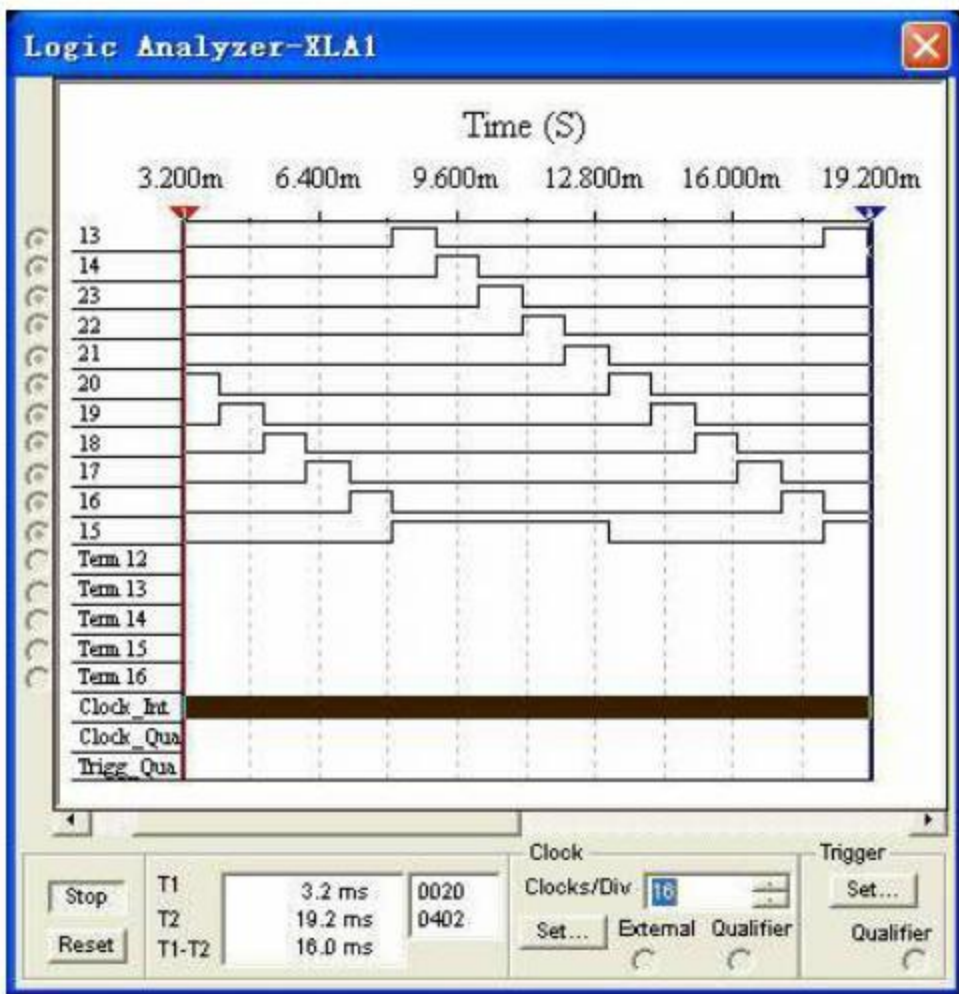 Logic Analyzer-XLA1
Time (S)
3.200m 6.400m 9.600m 12.800m 16.000m 19.200m
13
14
23
22
21
20
19
18
17
16
15
Term 12
Term 13
Term 14
Term 15
Term 16
Clock_Int
Clock_Qua
Trigg_Qua
Clock
Trigger
Stop
T1 3.2 ms 0020
Clocks/Div 16
Set...
T2 19.2 ms 0402
Set... External Qualifier
Qualifier
Reset
T1-T2 16.0 ms